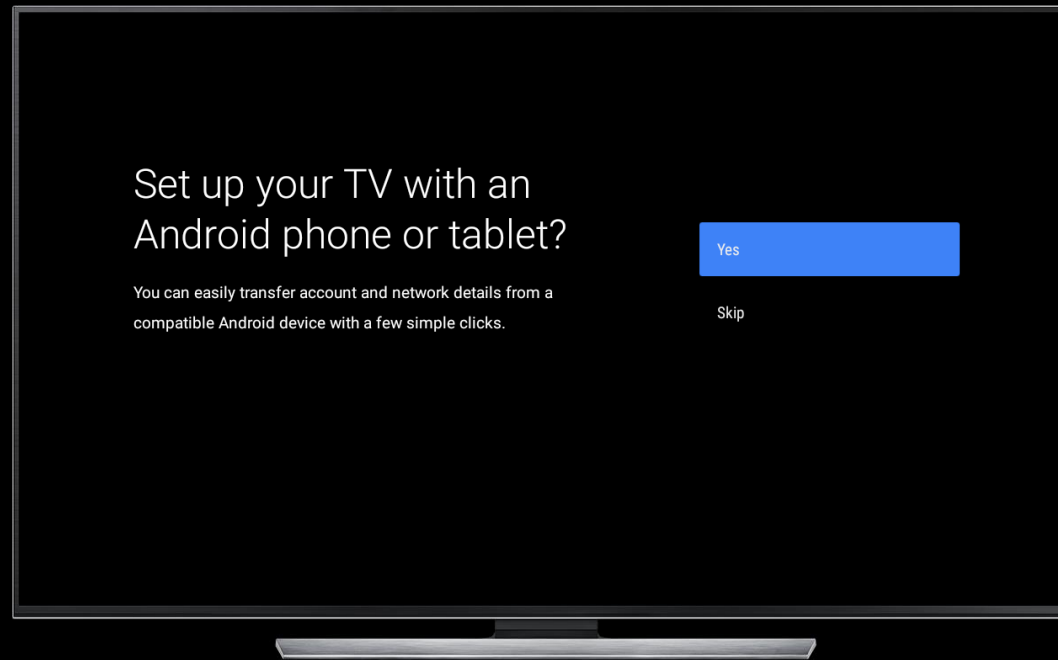 Set up your TV with an
Android phone or tablet?
You can easily transfer account and network details from a
compatible Android device with a few simple clicks.
Yes
Skip